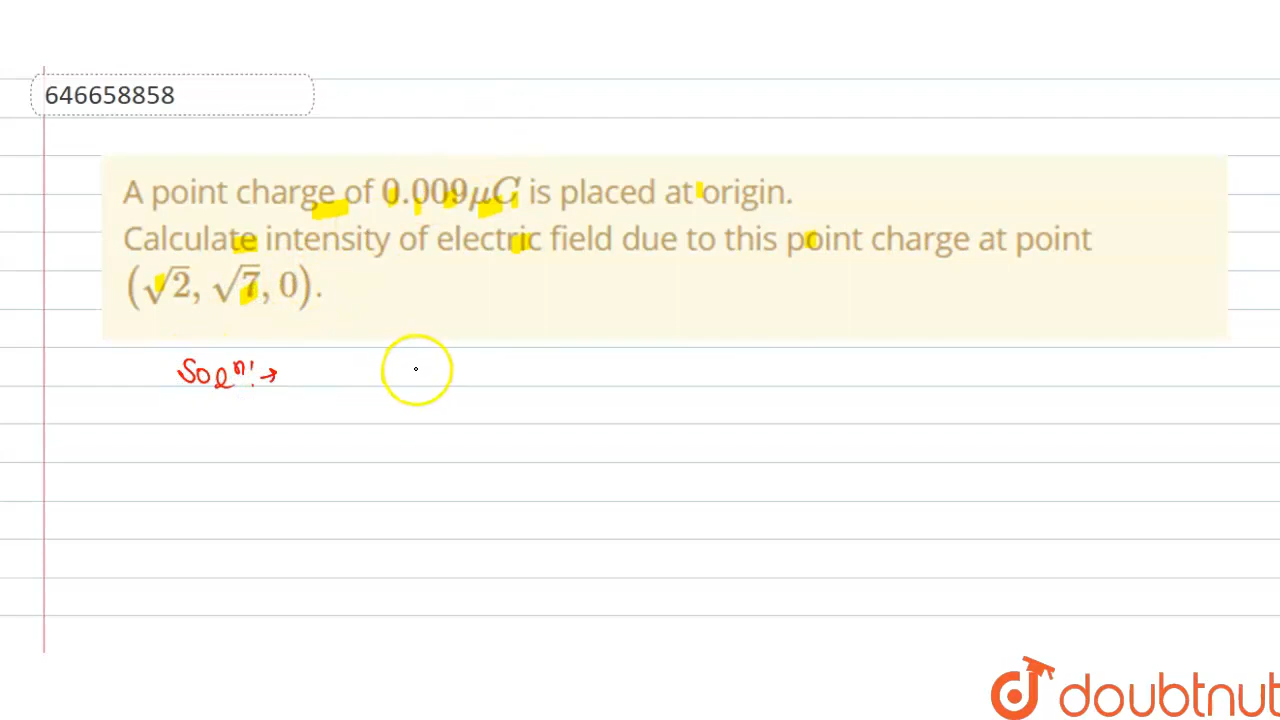 646658858
A point charge of 0.009μC is placed at origin.
Calculate intensity of electric field due to this point charge at point
(√2, √7, 0).
Solⁿ:→
doubtnut